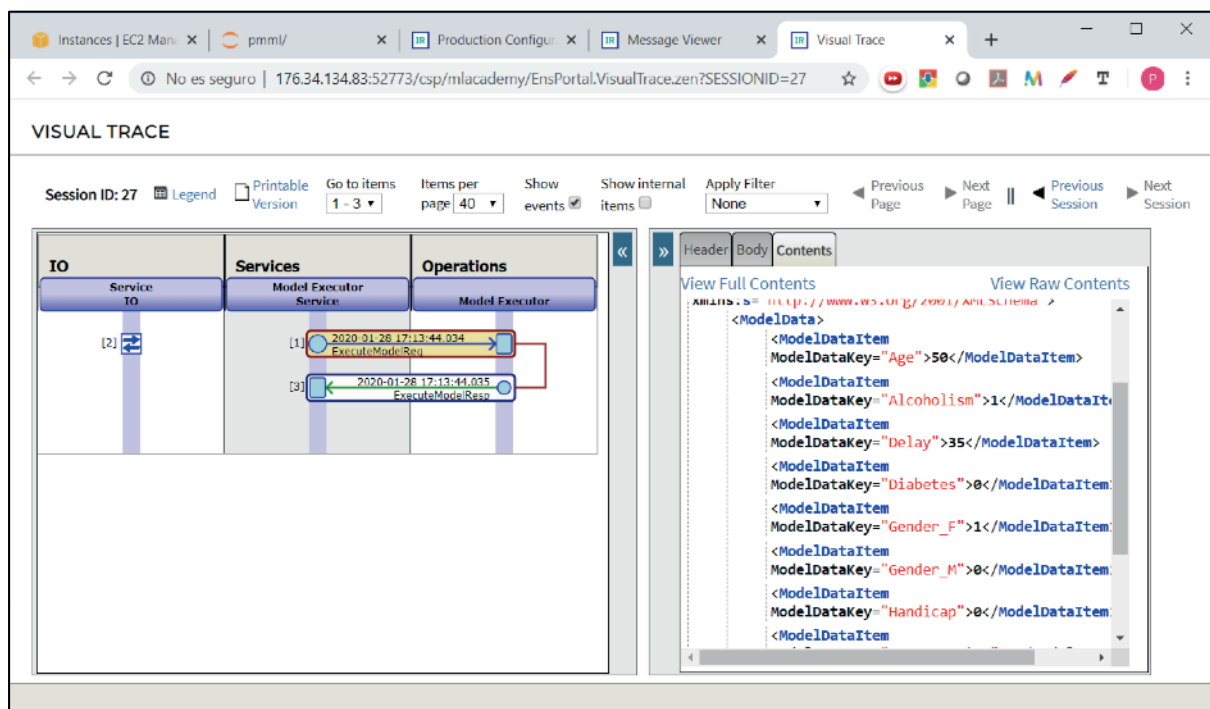 Instances | EC2 Mana
pmml/
Production Configur
Message Viewer
Visual Trace
No es seguro | 176.34.134.83:52773/csp/mlacademy/EnsPortal.VisualTrace.zen?SESSIONID=27
P
VISUAL TRACE
Session ID: 27
Legend
Printable
Version
Go to items
1 - 3
Items per
page 40
Show
events
Show internal
items
Apply Filter
None
Previous
Page
Next
Page
||
Previous
Session
Next
Session
IO
Services
Operations
Service
IO
Model Executor
Service
Model Executor
[2]
[1]
2020-01-28 17:13:44.034
ExecuteModelReq
[3]
2020-01-28 17:13:44.035
ExecuteModelResp
«
»
Header
Body
Contents
View Full Contents
View Raw Contents
xmlns:s="http://www.w3.org/2001/XMLSchema">
<ModelData>
<ModelDataItem
ModelDataKey="Age">50</ModelDataItem>
<ModelDataItem
ModelDataKey="Alcoholism">1</ModelDataIt
<ModelDataItem
ModelDataKey="Delay">35</ModelDataItem>
<ModelDataItem
ModelDataKey="Diabetes">0</ModelDataItem
<ModelDataItem
ModelDataKey="Gender_F">1</ModelDataItem
<ModelDataItem
ModelDataKey="Gender_M">0</ModelDataItem
<ModelDataItem
ModelDataKey="Handicap">0</ModelDataItem
<ModelDataItem